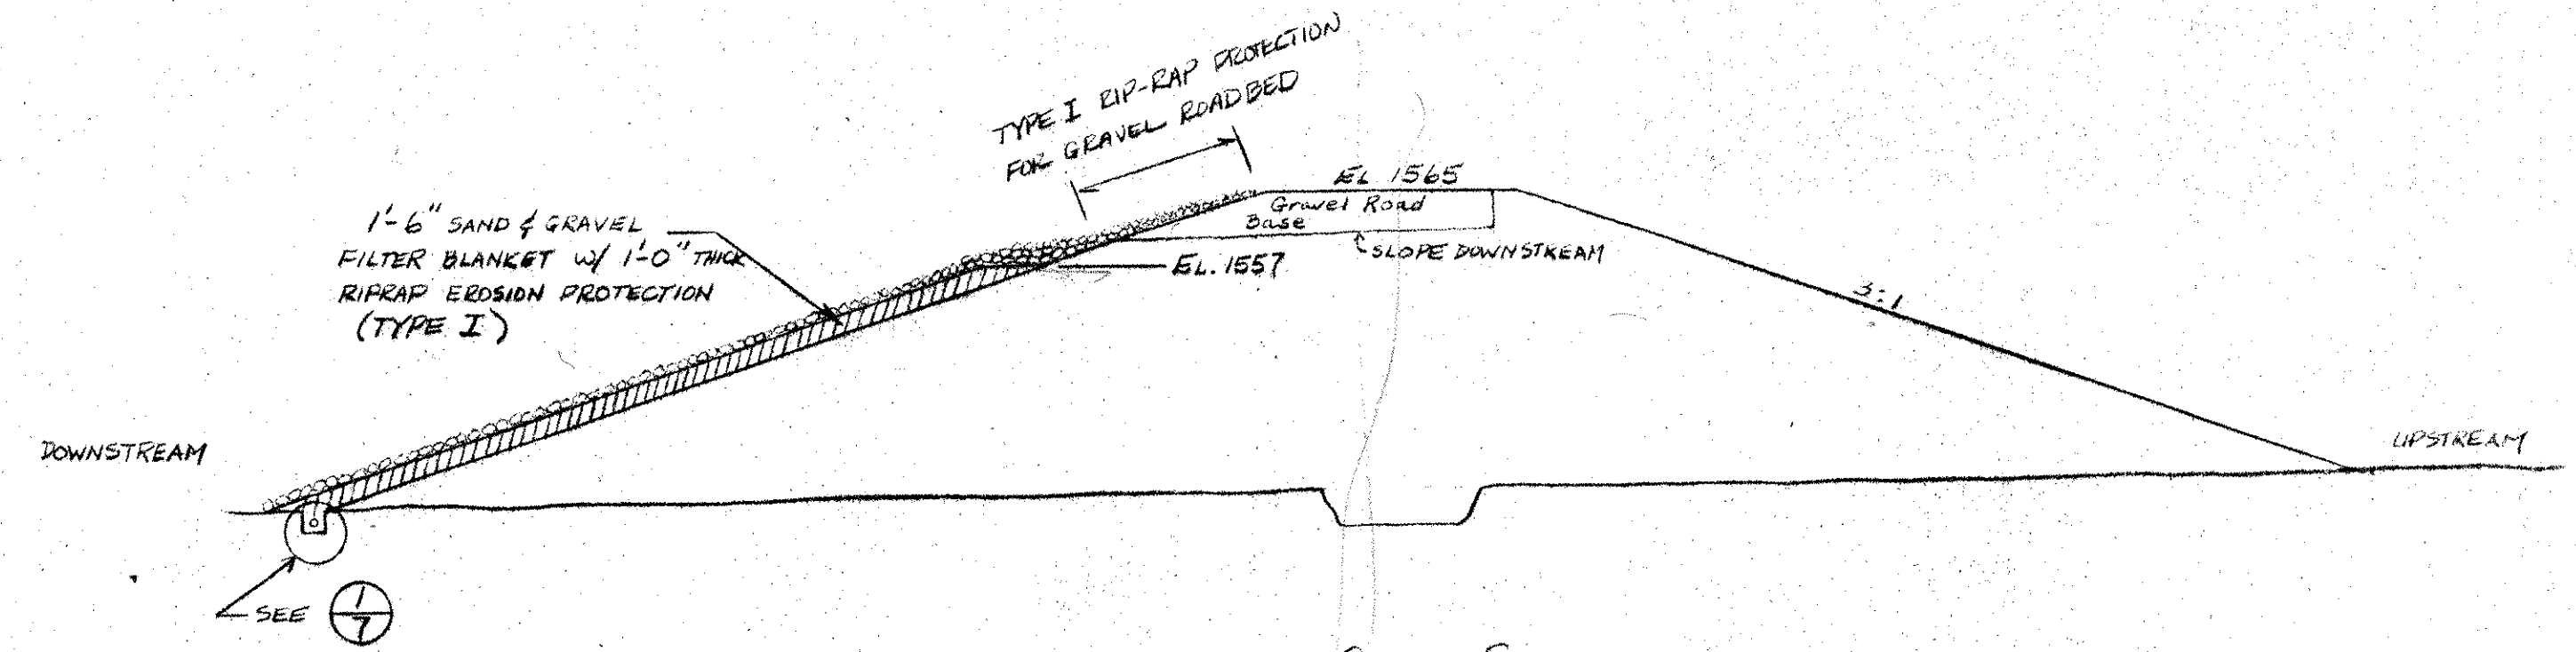 TYPE I RIP-RAP PROTECTION
FOR GRAVEL ROADBED
EL 1565
Gravel Road
Base
SLOPE DOWNSTREAM
EL. 1557
1'-6" SAND & GRAVEL
FILTER BLANKET W/ 1'-0" THICK
RIPRAP EROSION PROTECTION
(TYPE I)
3:1
DOWNSTREAM
UPSTREAM
SEE
1
7